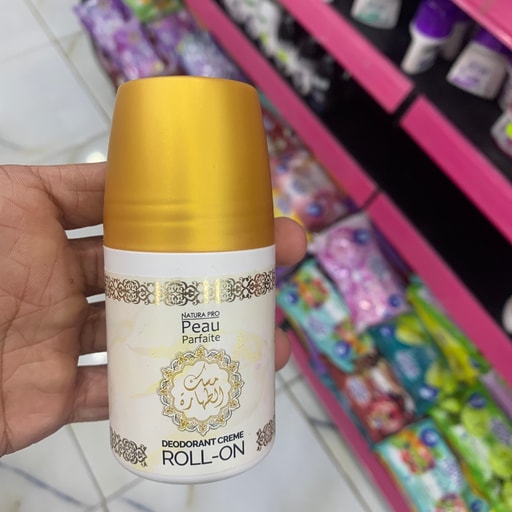 NATURA PRO
Peau
Parfaite
مسك
الطهارة
DEODORANT CREME
ROLL-ON